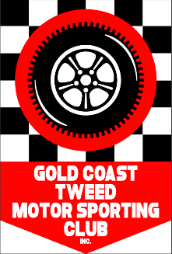 GOLD COAST
TWEED
MOTOR SPORTING
CLUB
INC.